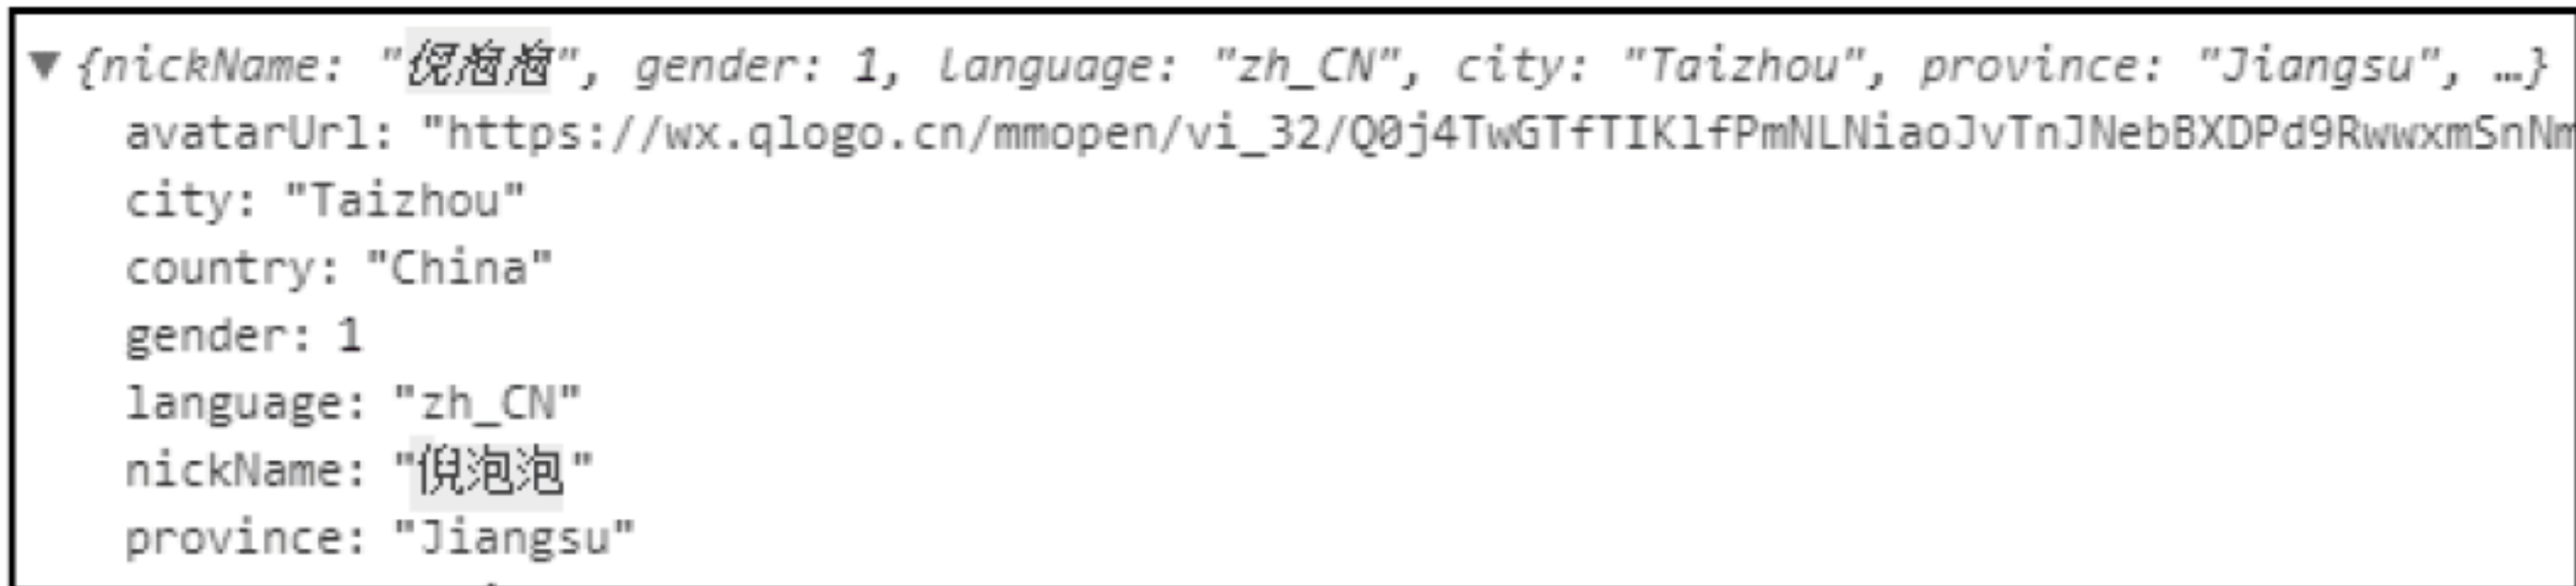 ▼ {nickName: "倪泡泡", gender: 1, language: "zh_CN", city: "Taizhou", province: "Jiangsu", …}
avatarUrl: "https://wx.qlogo.cn/mmopen/vi_32/Q0j4TwGTfTIKlfPmNLNiaoJvTnJNebBXDPd9RwwxmSnNm
city: "Taizhou"
country: "China"
gender: 1
language: "zh_CN"
nickName: "倪泡泡"
province: "Jiangsu"